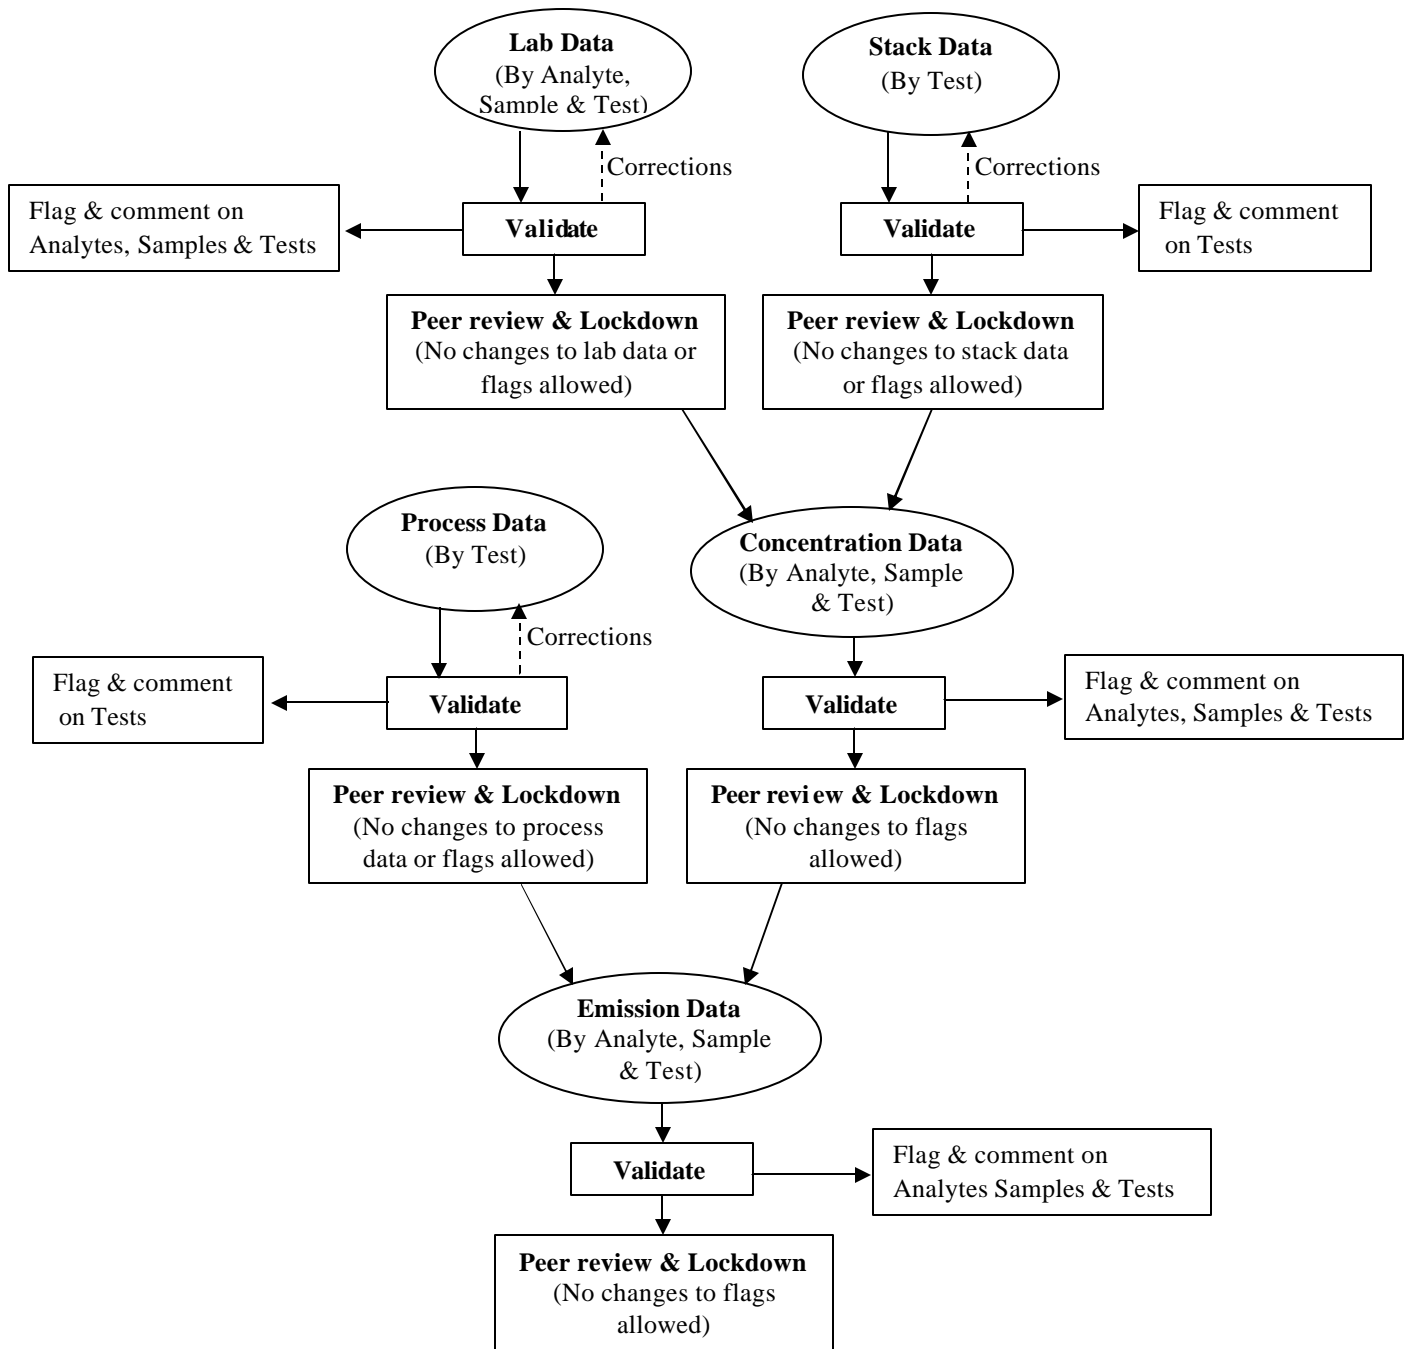 Lab Data
(By Analyte,
Sample & Test)
Stack Data
(By Test)
Corrections
Corrections
Flag & comment on
Analytes, Samples & Tests
Validate
Validate
Flag & comment
on Tests
Peer review & Lockdown
(No changes to lab data or
flags allowed)
Peer review & Lockdown
(No changes to stack data
or flags allowed)
Process Data
(By Test)
Concentration Data
(By Analyte, Sample
& Test)
Corrections
Flag & comment
on Tests
Validate
Validate
Flag & comment on
Analytes, Samples & Tests
Peer review & Lockdown
(No changes to process
data or flags allowed)
Peer review & Lockdown
(No changes to flags
allowed)
Emission Data
(By Analyte, Sample
& Test)
Validate
Flag & comment on
Analytes Samples & Tests
Peer review & Lockdown
(No changes to flags
allowed)